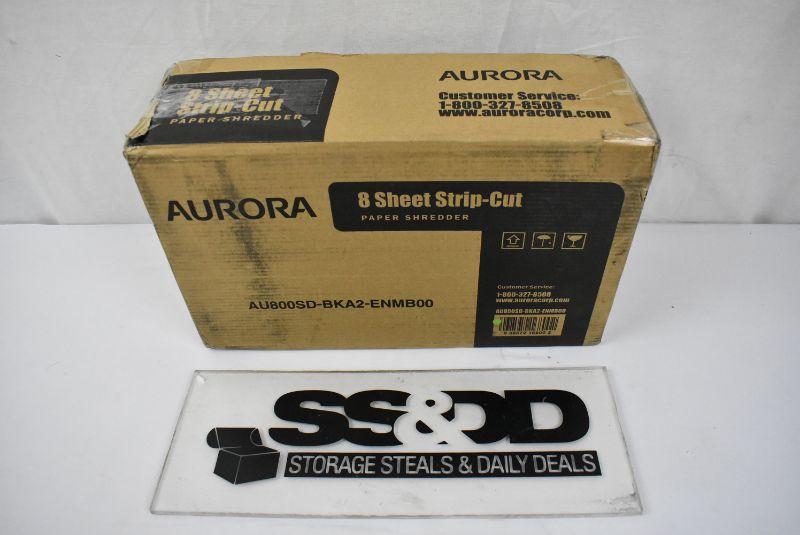 8 Sheet
Strip-Cut
PAPER SHREDDER
AURORA
Customer Service:
1-800-327-8508
www.auroracorp.com
AURORA
8 Sheet Strip-Cut
PAPER SHREDDER
AU800SD-BKA2-ENMB00
Customer Service:
1-800-327-8508
www.auroracorp.com
AU800SD-BKA2-ENMB00
SS&DD
STORAGE STEALS & DAILY DEALS